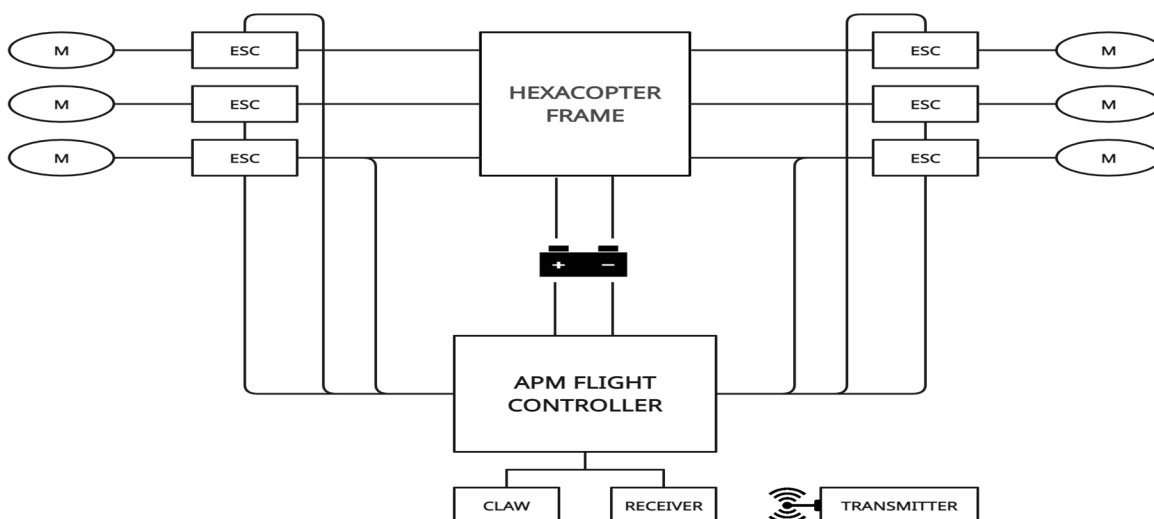 M
ESC
ESC
M
HEXACOPTER
FRAME
M
ESC
ESC
M
M
ESC
ESC
M
+ −
APM FLIGHT
CONTROLLER
CLAW
RECEIVER
TRANSMITTER